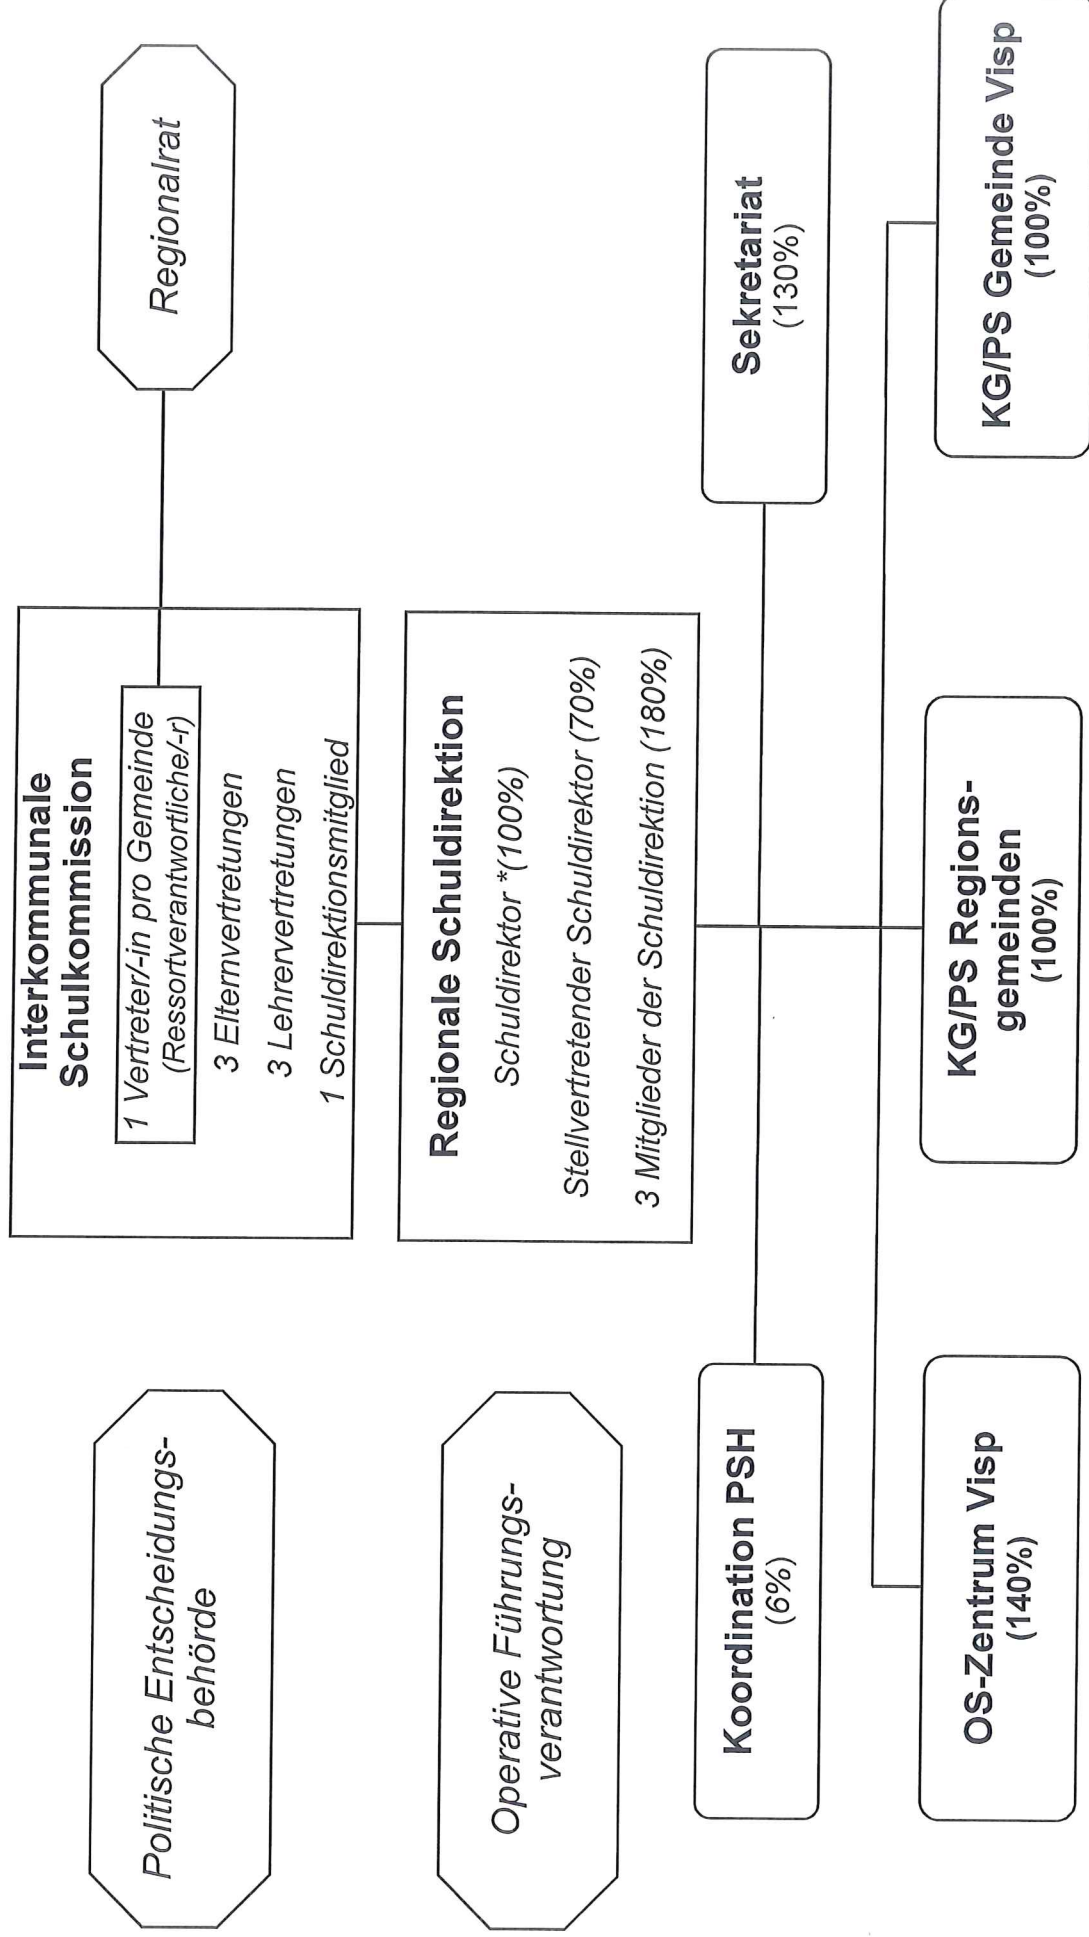 Interkommunale
Schulkommission
1 Vertreter/-in pro Gemeinde
(Ressortverantwortliche/-r)
3 Elternvertretungen
3 Lehrervertretungen
1 Schuldirektionsmitglied
Regionalrat
Politische Entscheidungs-
behörde
Regionale Schuldirektion
Schuldirektor *(100%)
Stellvertretender Schuldirektor (70%)
3 Mitglieder der Schuldirektion (180%)
Operative Führungs-
verantwortung
Koordination PSH
(6%)
Sekretariat
(130%)
OS-Zentrum Visp
(140%)
KG/PS Regions-
gemeinden
(100%)
KG/PS Gemeinde Visp
(100%)